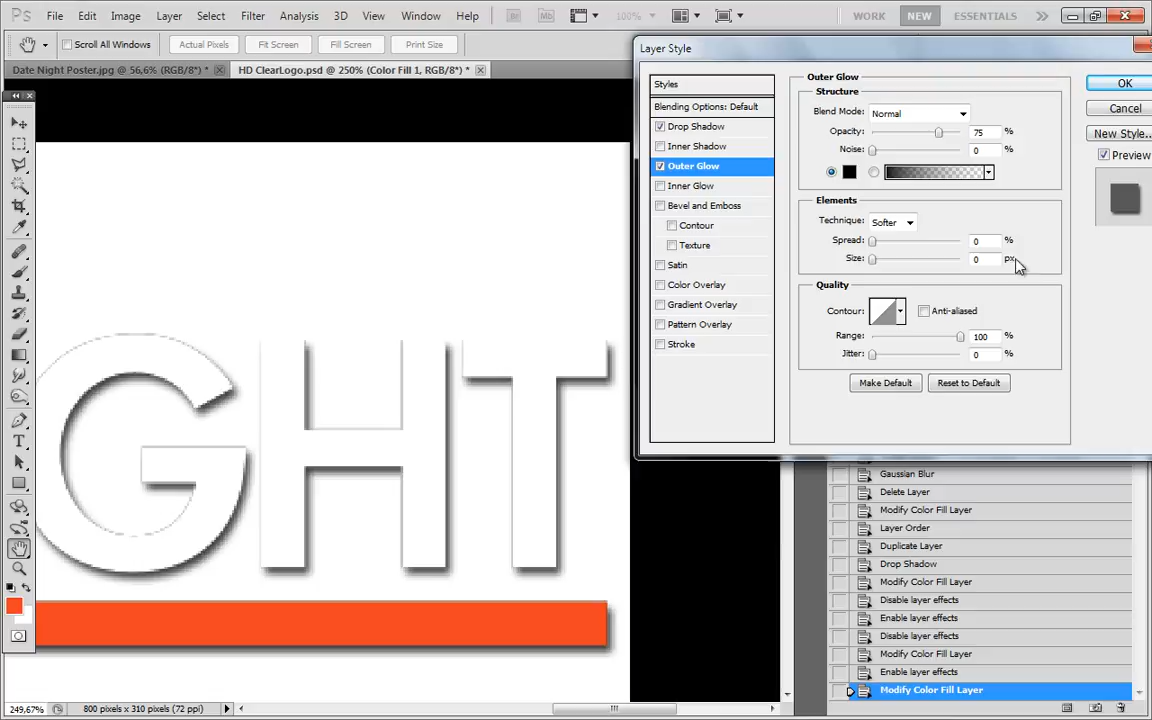 Ps File Edit Image Layer Select Filter Analysis 3D View Window Help Br Mb 100% WORK NEW ESSENTIALS
Scroll All Windows Actual Pixels Fit Screen Fill Screen Print Size
Date Night Poster.jpg @ 56,6% (RGB/8*) * HD ClearLogo.psd @ 250% (Color Fill 1, RGB/8*) *
Layer Style
Styles
Blending Options: Default
Drop Shadow
Inner Shadow
Outer Glow
Inner Glow
Bevel and Emboss
Contour
Texture
Satin
Color Overlay
Gradient Overlay
Pattern Overlay
Stroke
Outer Glow
Structure
Blend Mode: Normal
Opacity: 75 %
Noise: 0 %
Elements
Technique: Softer
Spread: 0 %
Size: 0 px
Quality
Contour: Anti-aliased
Range: 100 %
Jitter: 0 %
Make Default Reset to Default
OK
Cancel
New Style...
Preview
GHT
T
Gaussian Blur
Delete Layer
Modify Color Fill Layer
Layer Order
Duplicate Layer
Drop Shadow
Modify Color Fill Layer
Disable layer effects
Enable layer effects
Disable layer effects
Modify Color Fill Layer
Enable layer effects
Modify Color Fill Layer
249,67% 800 pixels x 310 pixels (72 ppi)